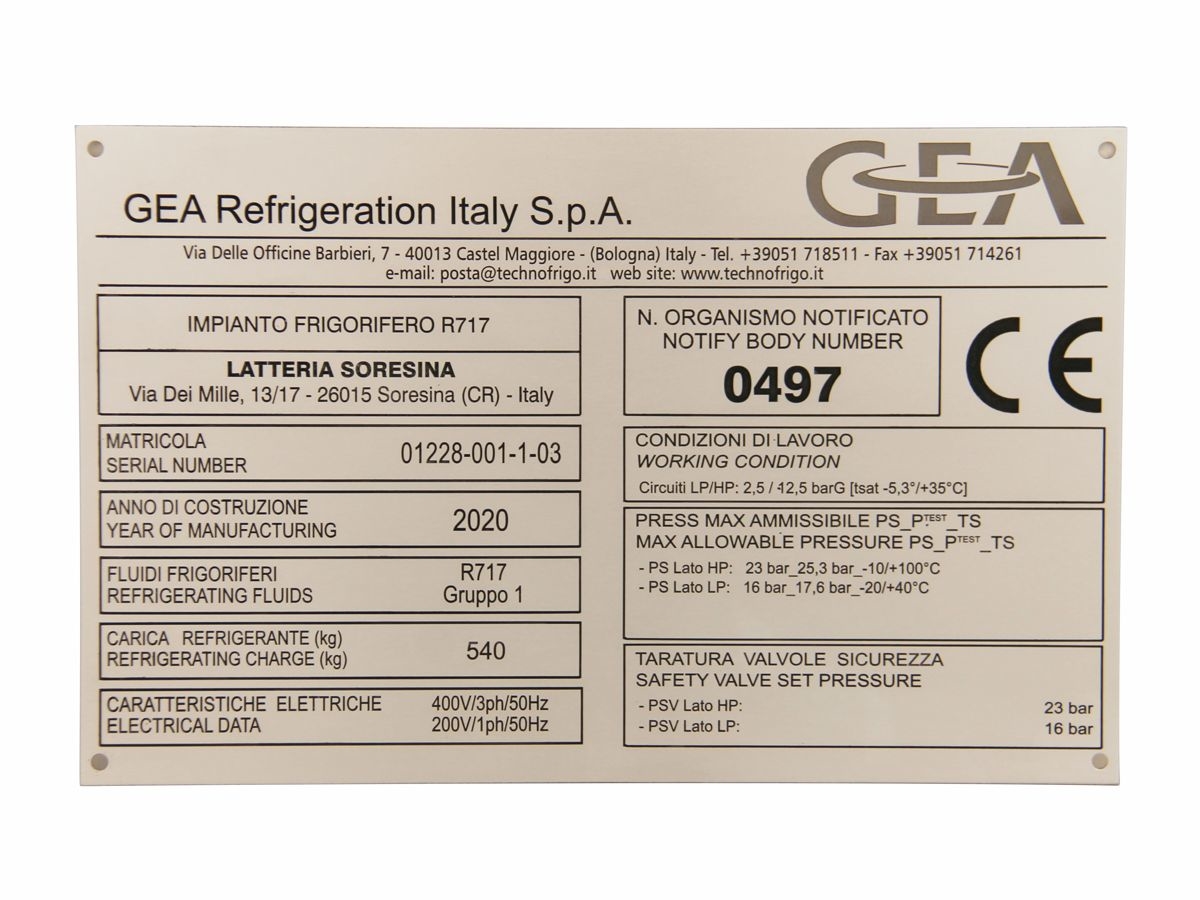 GEA Refrigeration Italy S.p.A.
GEA
Via Delle Officine Barbieri, 7 - 40013 Castel Maggiore - (Bologna) Italy - Tel. +39051 718511 - Fax +39051 714261
e-mail: posta@technofrigo.it web site: www.technofrigo.it
IMPIANTO FRIGORIFERO R717
LATTERIA SORESINA
Via Dei Mille, 13/17 - 26015 Soresina (CR) - Italy
MATRICOLA
SERIAL NUMBER
01228-001-1-03
ANNO DI COSTRUZIONE
YEAR OF MANUFACTURING
2020
FLUIDI FRIGORIFERI
REFRIGERATING FLUIDS
R717
Gruppo 1
CARICA REFRIGERANTE (kg)
REFRIGERATING CHARGE (kg)
540
CARATTERISTICHE ELETTRICHE
ELECTRICAL DATA
400V/3ph/50Hz
200V/1ph/50Hz
N. ORGANISMO NOTIFICATO
NOTIFY BODY NUMBER
0497
CE
CONDIZIONI DI LAVORO
WORKING CONDITION
Circuiti LP/HP: 2,5 / 12,5 barG [tsat -5,3°/+35°C]
PRESS MAX AMMISSIBILE PS_PTEST_TS
MAX ALLOWABLE PRESSURE PS_PTEST_TS
- PS Lato HP: 23 bar_25,3 bar_-10/+100°C
- PS Lato LP: 16 bar_17,6 bar_-20/+40°C
TARATURA VALVOLE SICUREZZA
SAFETY VALVE SET PRESSURE
- PSV Lato HP: 23 bar
- PSV Lato LP: 16 bar